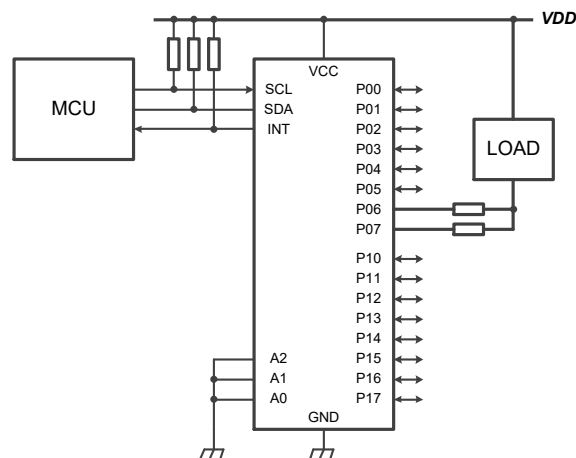 VDD
VCC
MCU
SCL
SDA
INT
P00
P01
P02
P03
P04
P05
P06
P07
LOAD
P10
P11
P12
P13
P14
P15
P16
P17
A2
A1
A0
GND